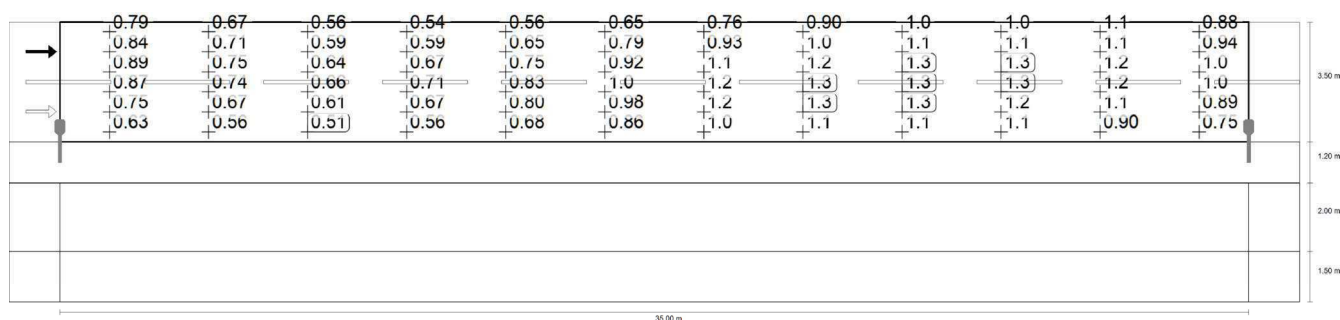 0.79 0.67 0.56 0.54 0.56 0.65 0.76 0.90 1.0 1.0 1.1 0.88
0.84 0.71 0.59 0.59 0.65 0.79 0.93 1.0 1.1 1.1 1.1 0.94
0.89 0.75 0.64 0.67 0.75 0.92 1.1 1.2 1.3 1.3 1.2 1.0
3.50 m
0.87 0.74 0.66 0.71 0.83 1.0 1.2 1.3 1.3 1.3 1.2 1.0
0.75 0.67 0.61 0.67 0.80 0.98 1.2 1.3 1.3 1.2 1.1 0.89
0.63 0.56 0.51 0.56 0.68 0.86 1.0 1.1 1.1 1.1 0.90 0.75
1.20 m
2.00 m
1.50 m
35.00 m